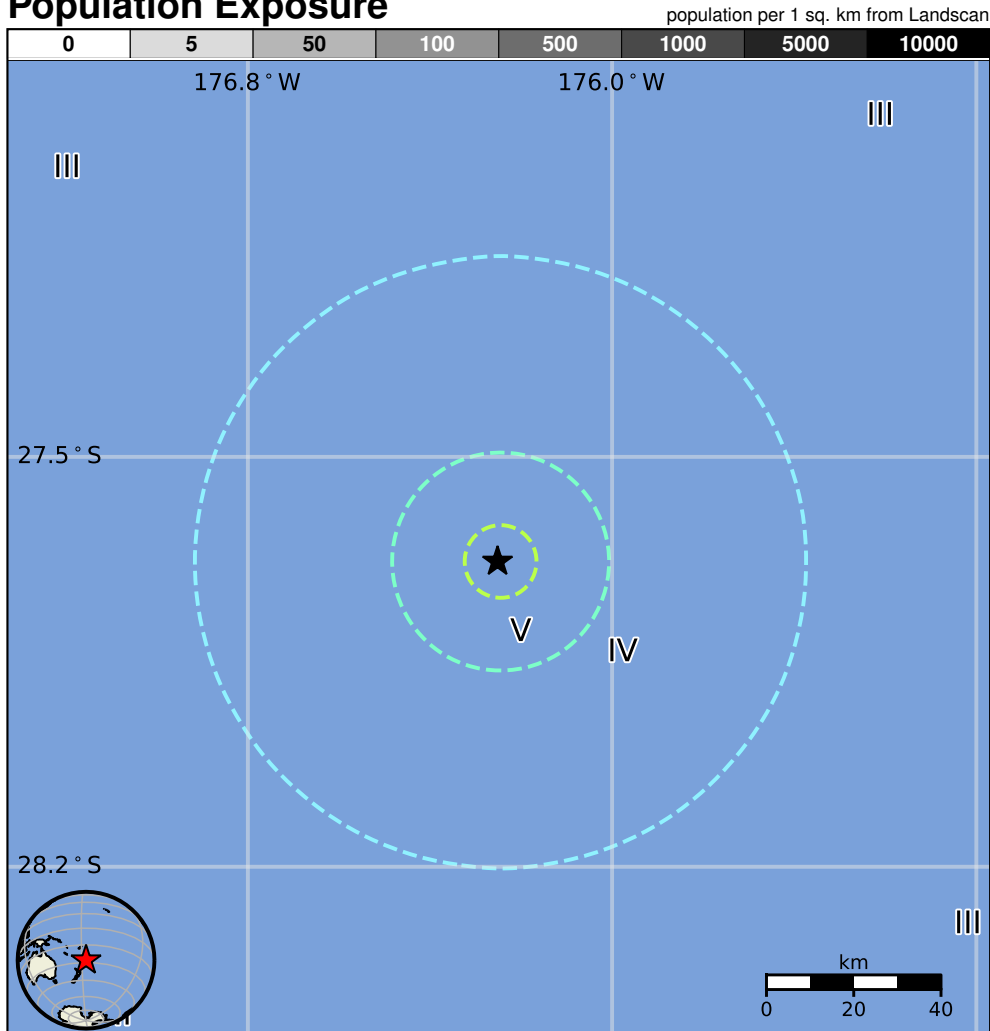 Population Exposure
population per 1 sq. km from Landscan
0 5 50 100 500 1000 5000 10000
176.8°W 176.0°W
III
III
27.5°S
V
IV
28.2°S
III
km
0 20 40